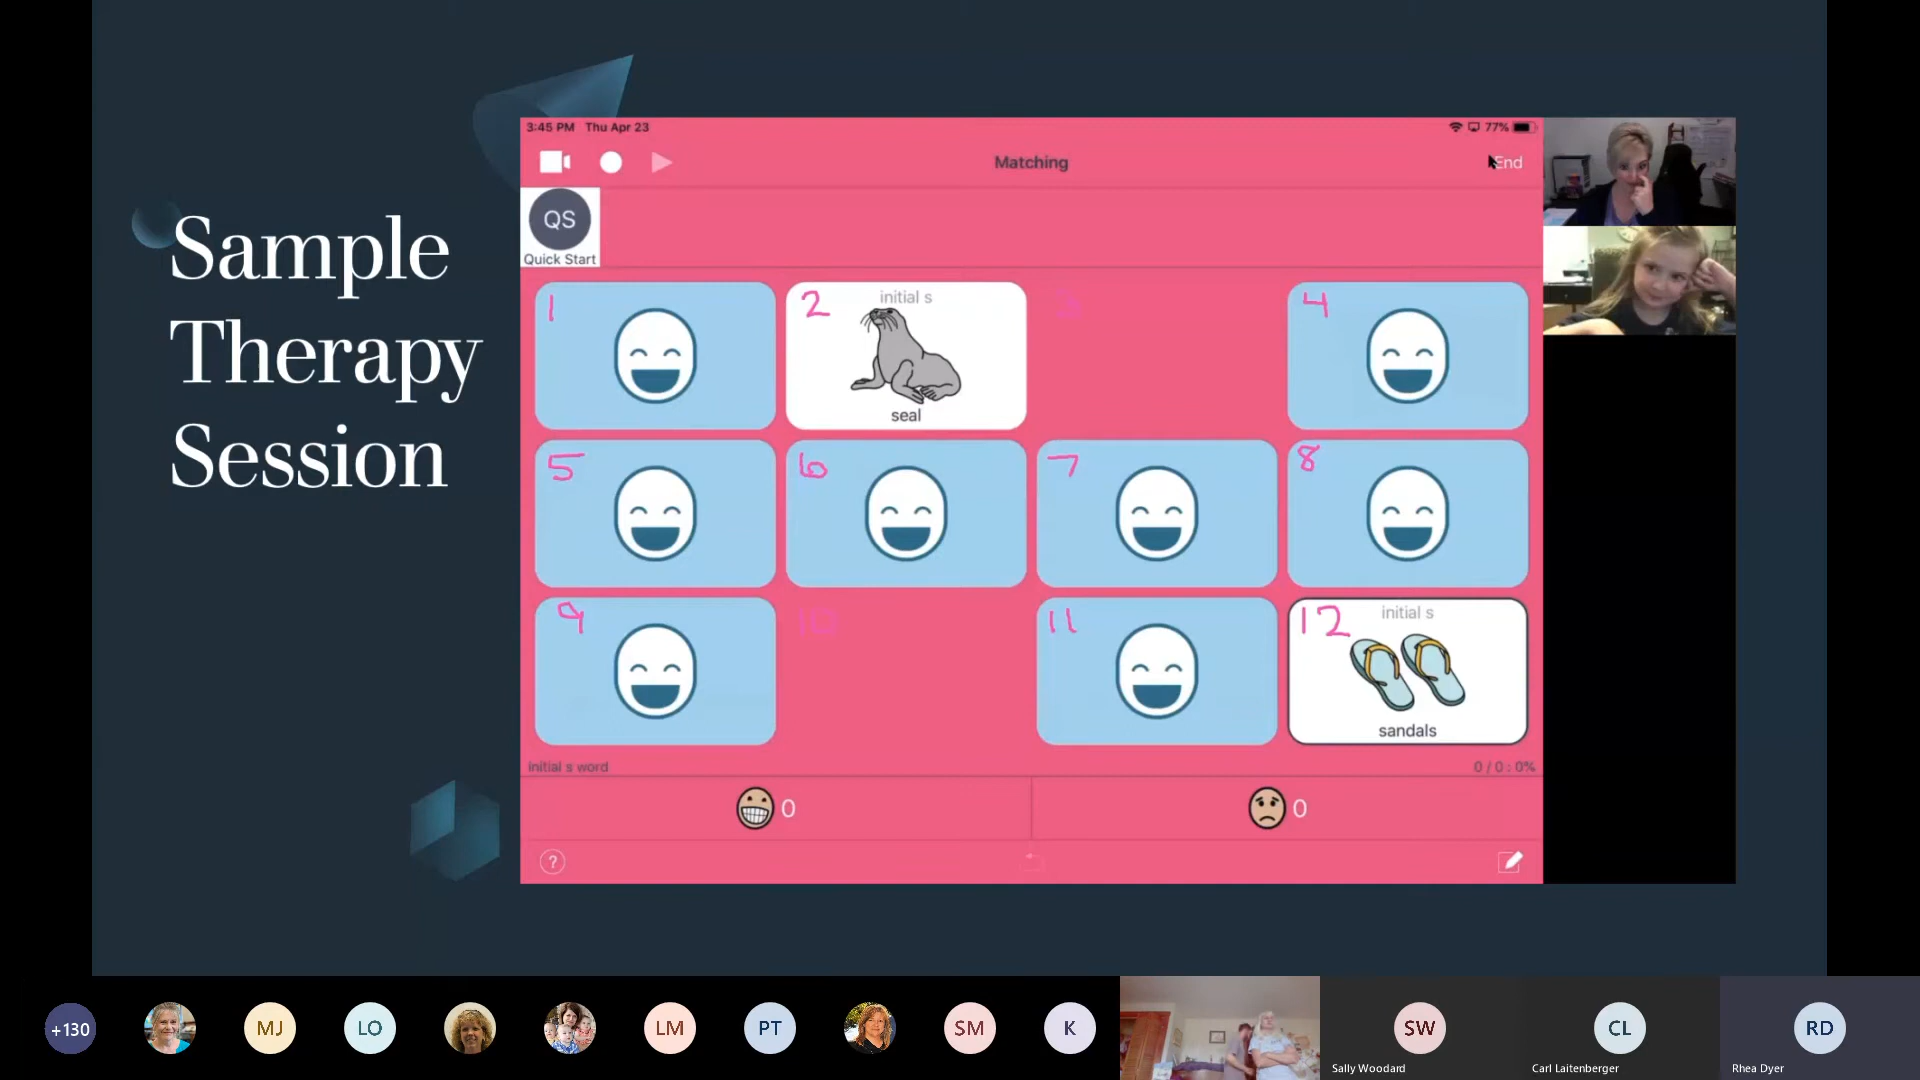 Sample
Therapy
Session
3:45 PM Thu Apr 23
77%
Matching
End
QS
Quick Start
1
2
initial s
seal
3
4
5
6
7
8
9
10
11
12
initial s
sandals
initial s word
0 / 0 : 0%
0
0
?
+130
MJ
LO
LM
PT
SM
K
SW
Sally Woodard
CL
Carl Laitenberger
RD
Rhea Dyer